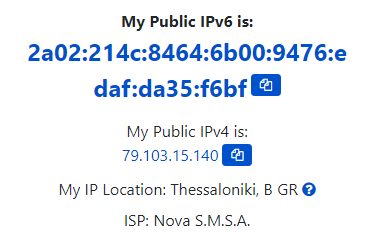 My Public IPv6 is:
2a02:214c:8464:6b00:9476:e
daf:da35:f6bf
My Public IPv4 is:
79.103.15.140
My IP Location: Thessaloniki, B GR ?
ISP: Nova S.M.S.A.